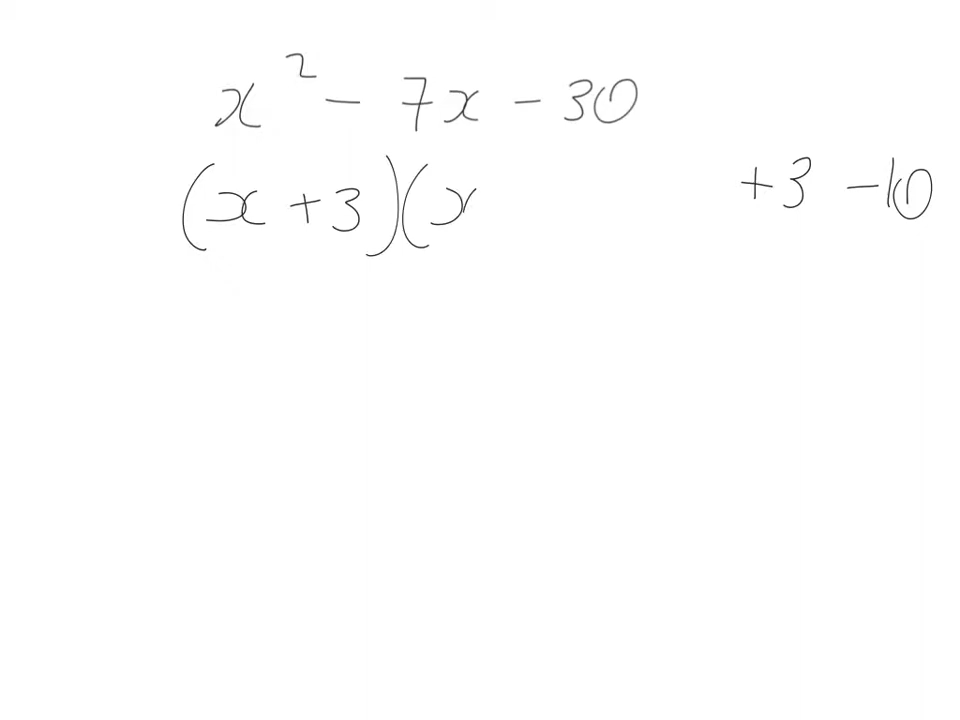 x² - 7x - 30
(x + 3)(x +3 -10